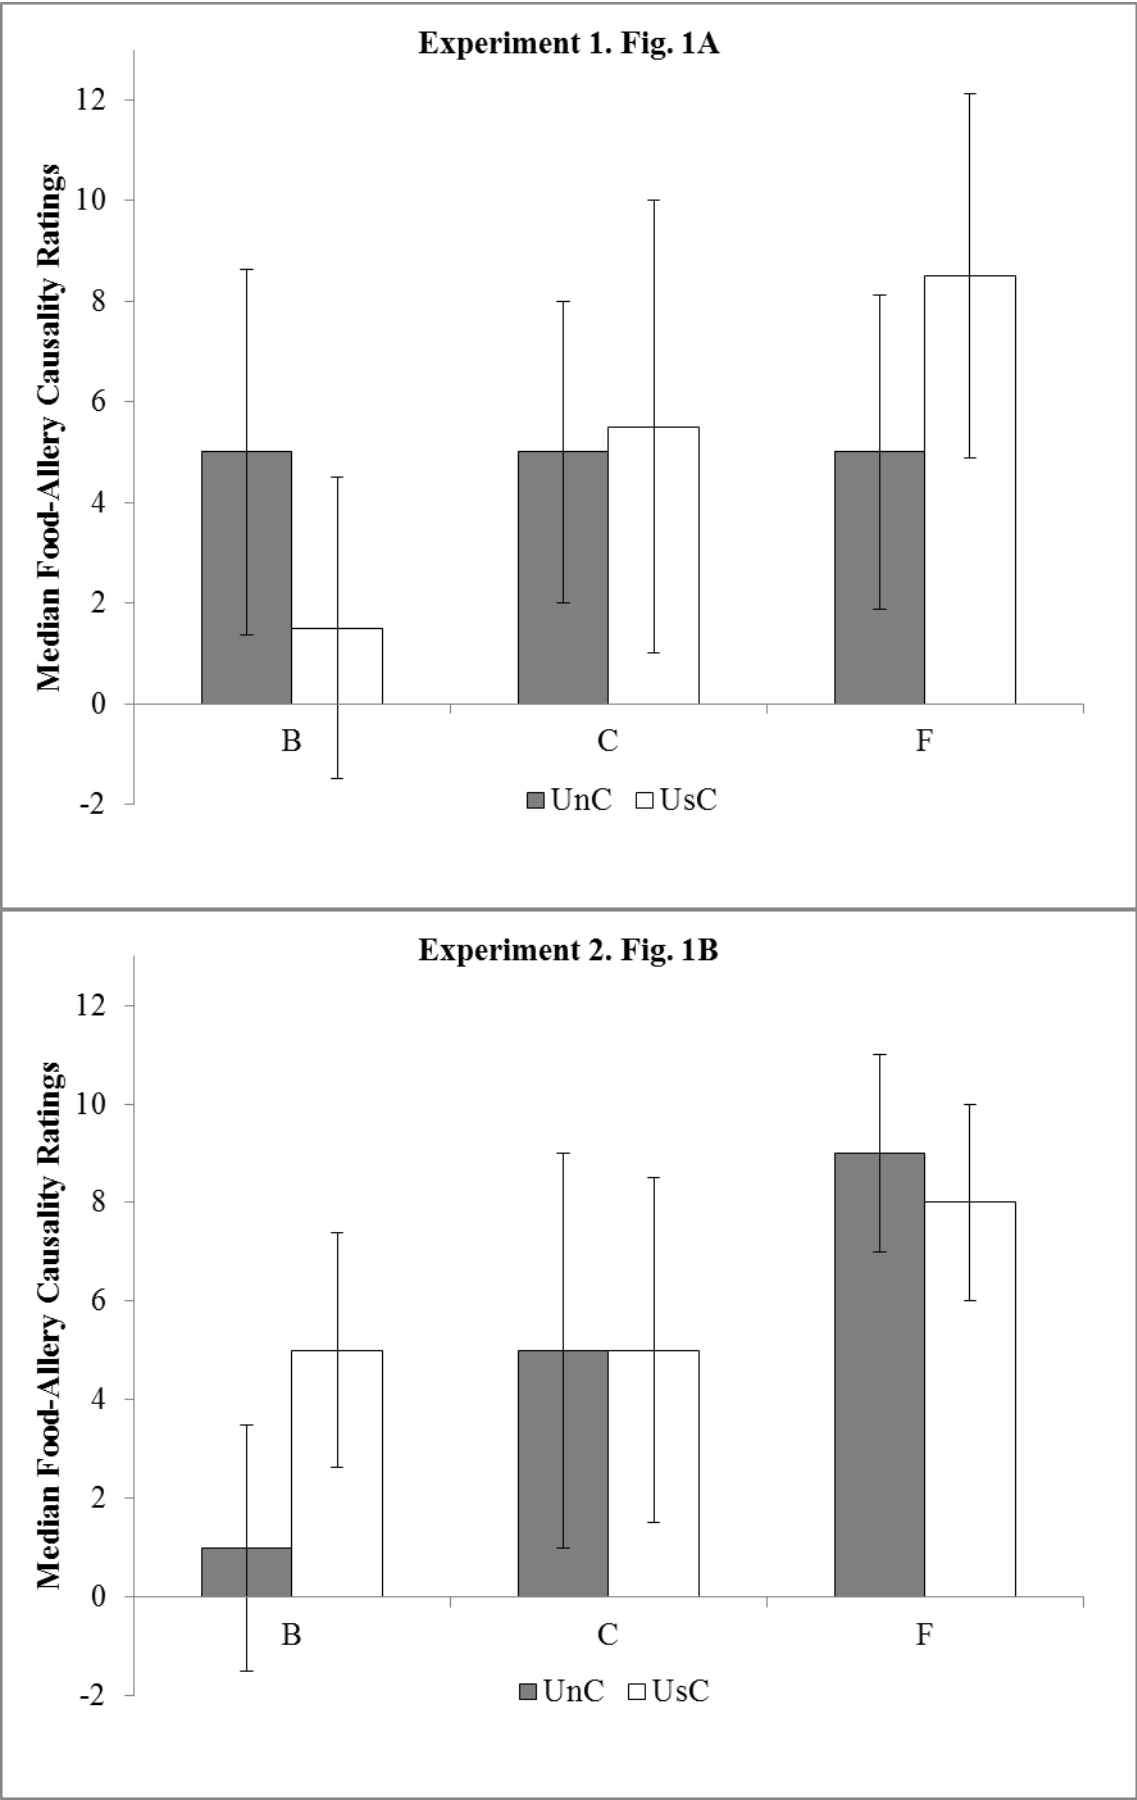 Experiment 1. Fig. 1A
Median Food-Allery Causality Ratings
12
10
8
6
4
2
0
-2
B C F
UnC UsC
Experiment 2. Fig. 1B
Median Food-Allery Causality Ratings
12
10
8
6
4
2
0
-2
B C F
UnC UsC